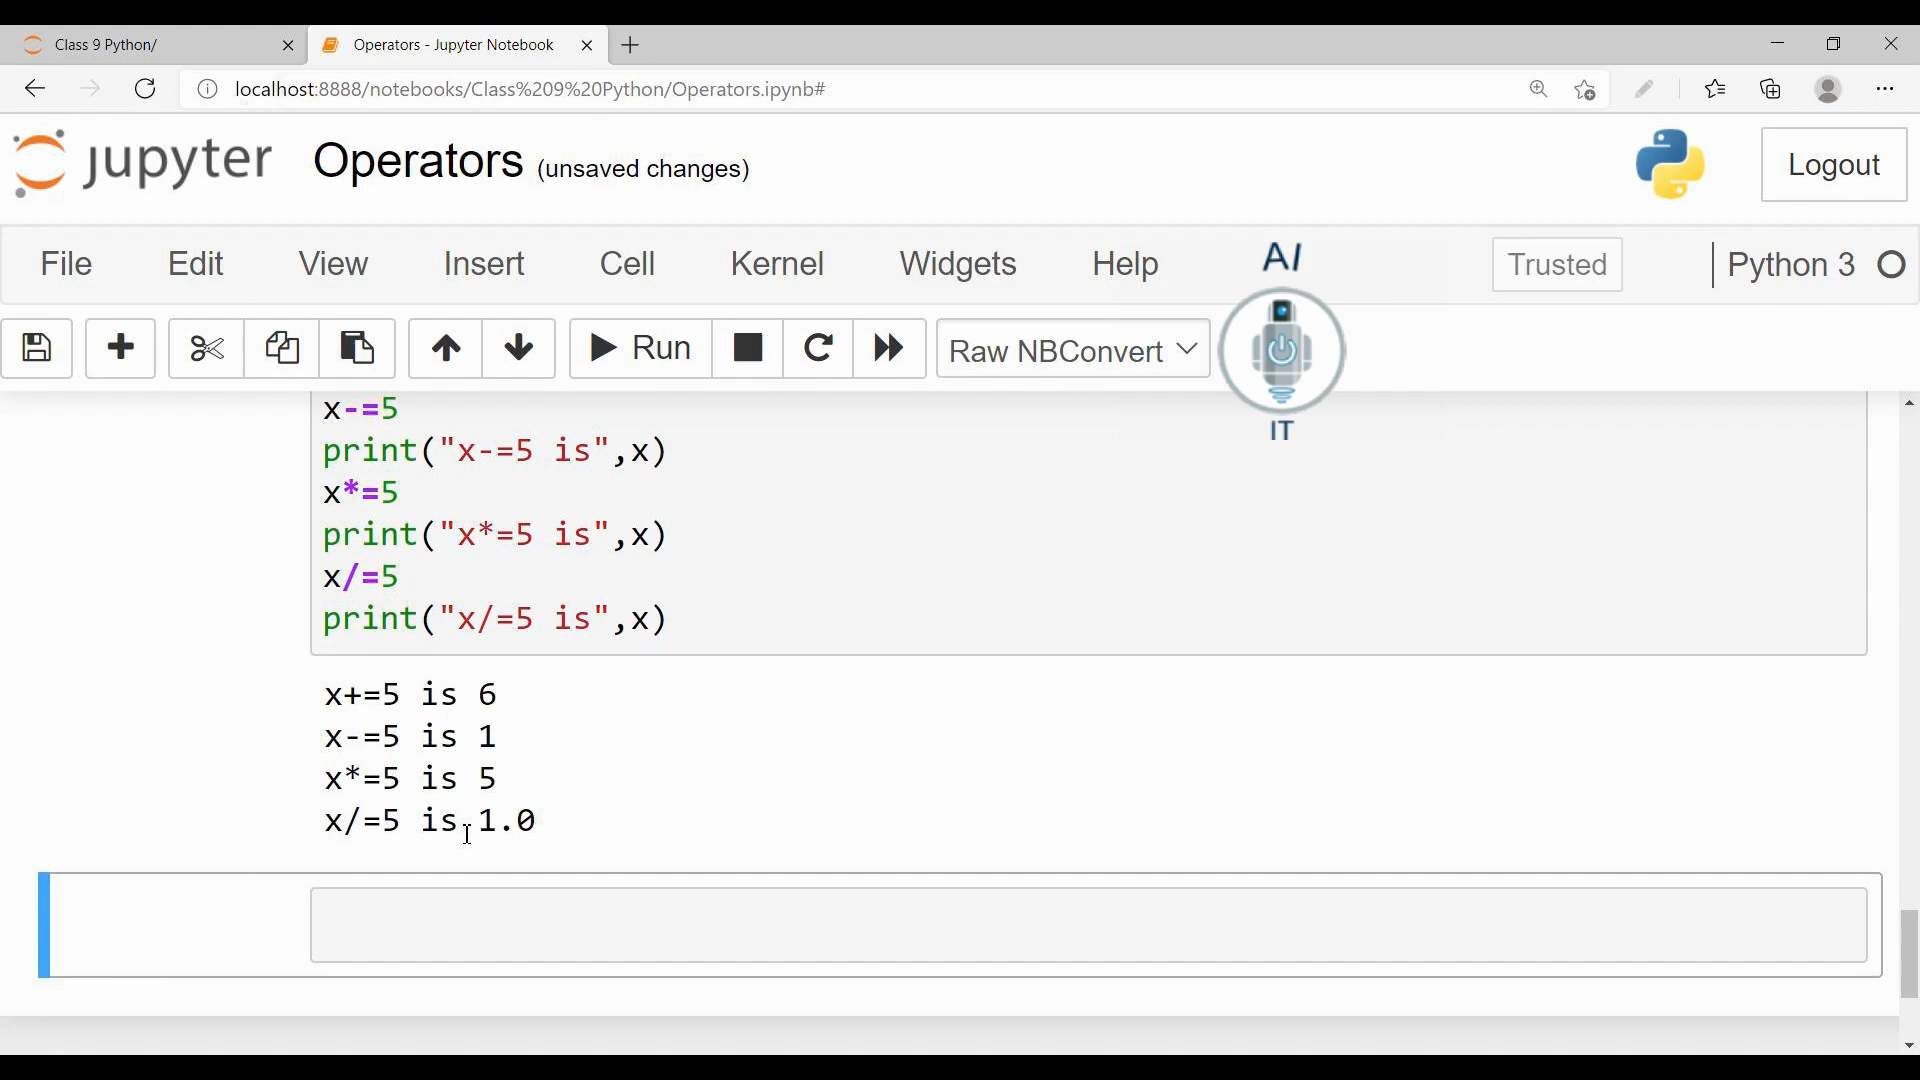 Class 9 Python/
Operators - Jupyter Notebook
localhost:8888/notebooks/Class%209%20Python/Operators.ipynb#
jupyter Operators (unsaved changes) Logout
File Edit View Insert Cell Kernel Widgets Help AI Trusted Python 3
Run Raw NBConvert
IT
x-=5
print("x-=5 is",x)
x*=5
print("x*=5 is",x)
x/=5
print("x/=5 is",x)
x+=5 is 6
x-=5 is 1
x*=5 is 5
x/=5 is 1.0